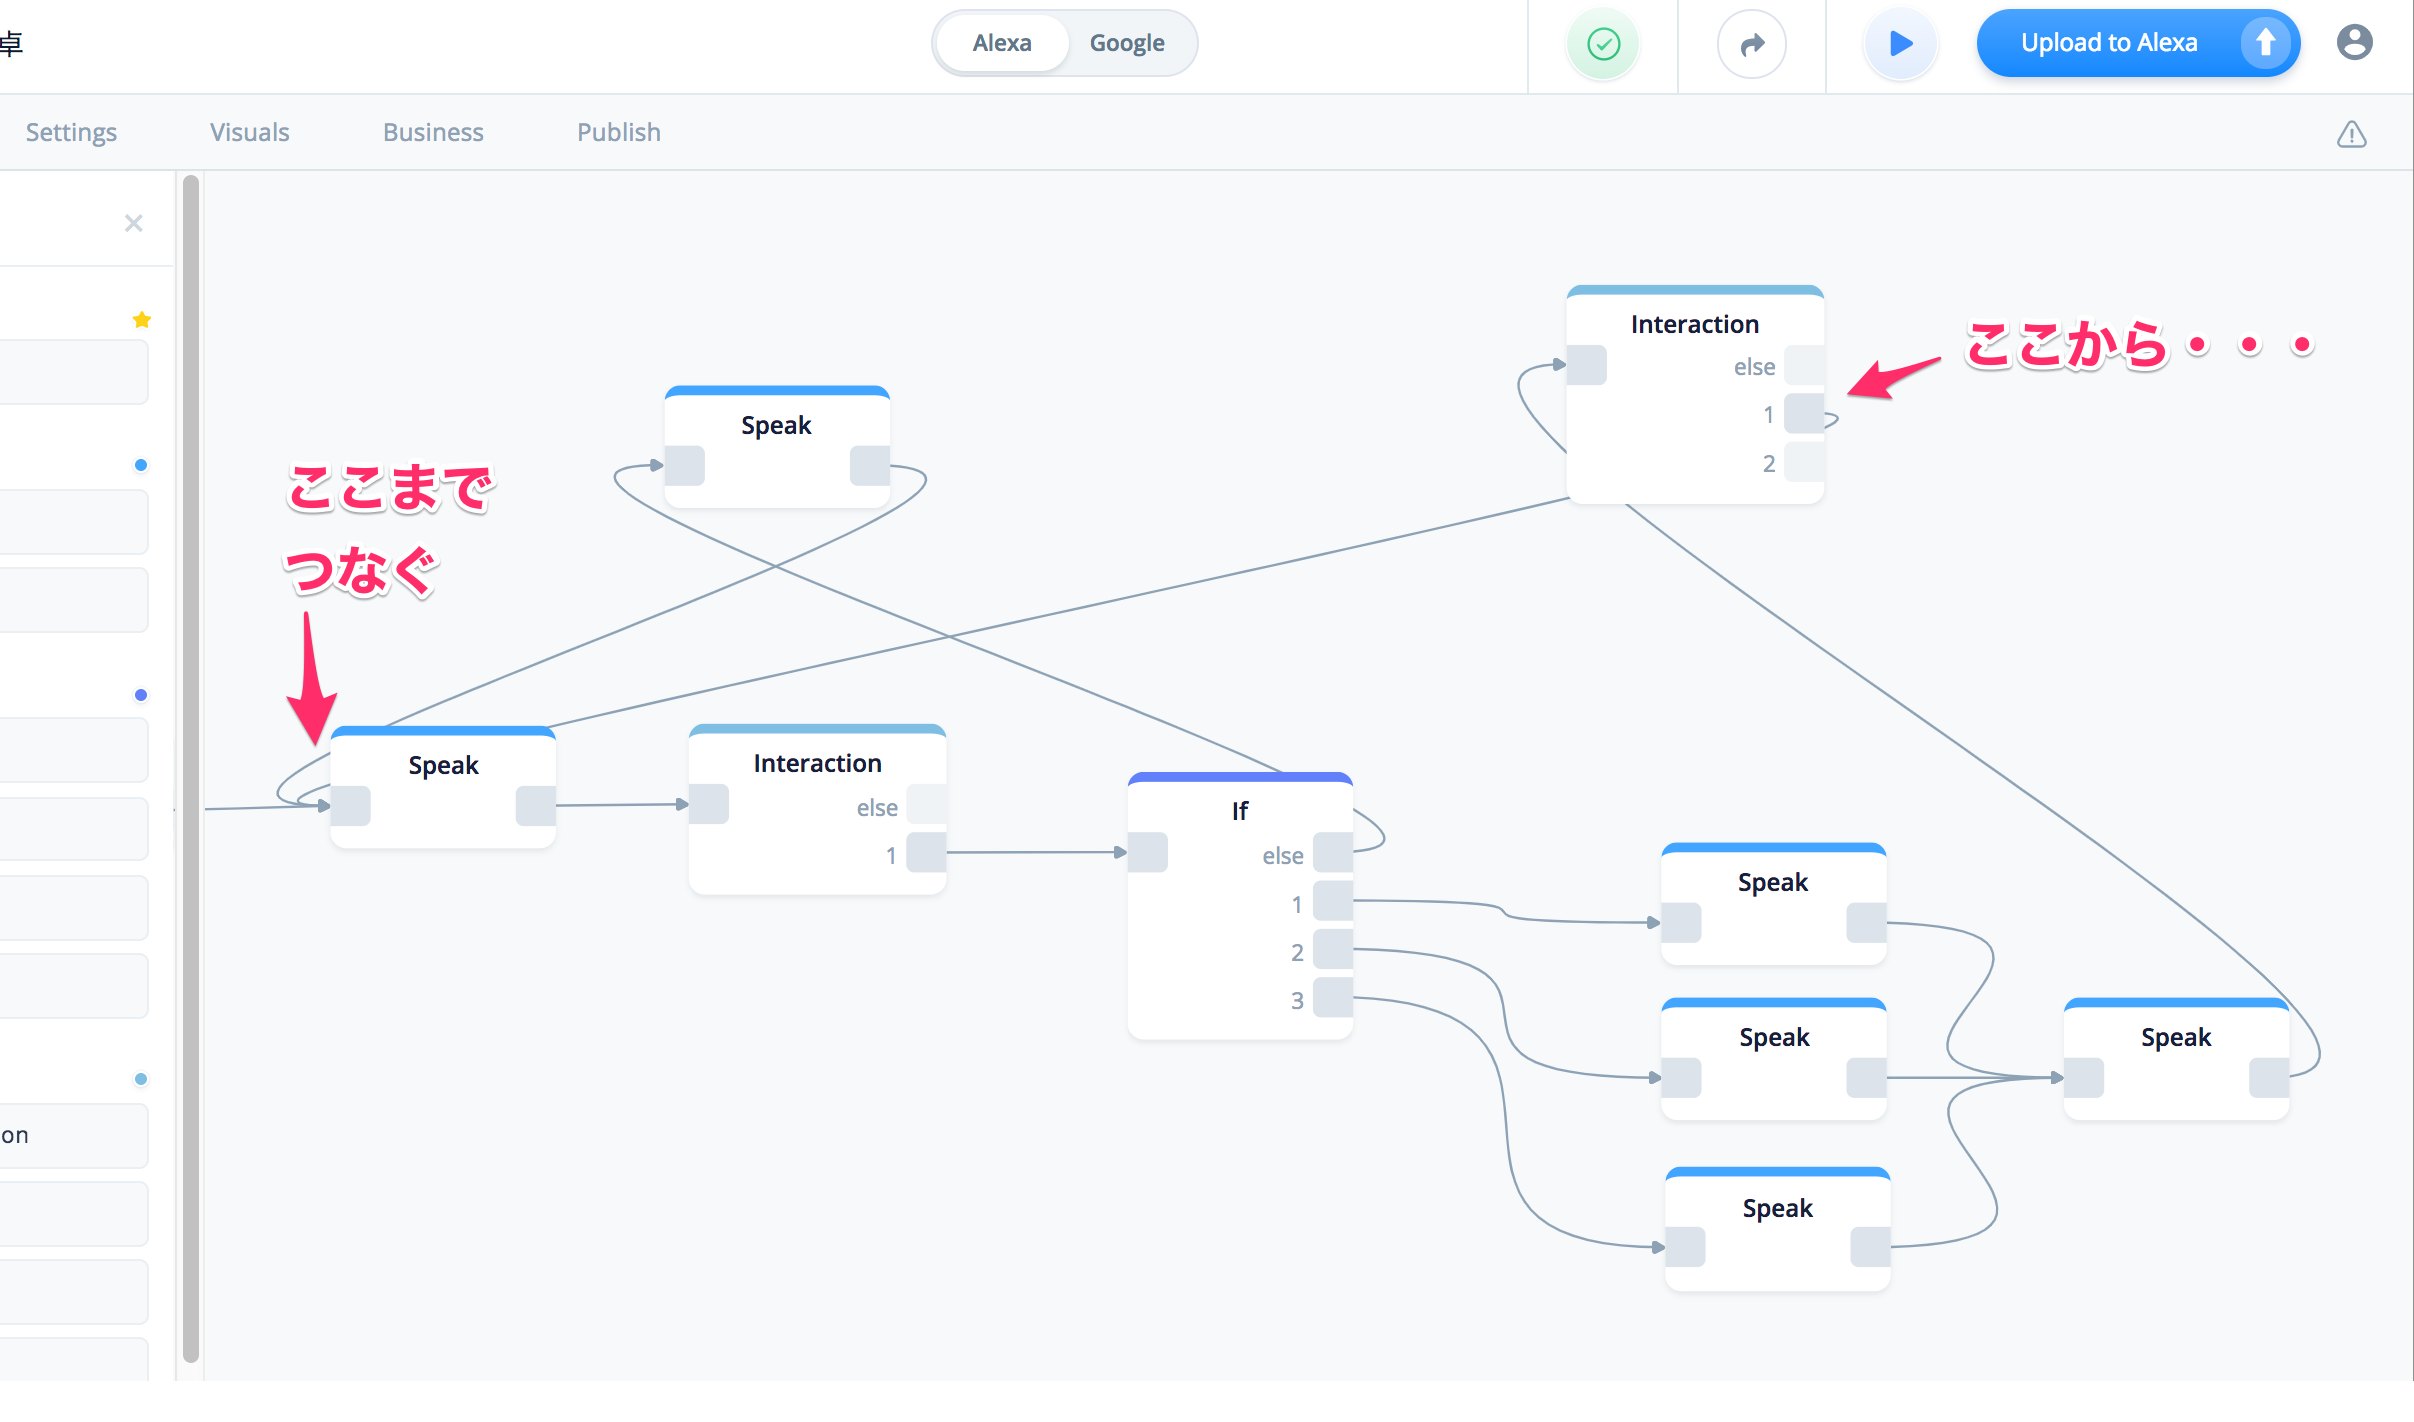 卓
Alexa
Google
Upload to Alexa
Settings
Visuals
Business
Publish
Interaction
else
1
2
ここから・・・
Speak
ここまで
つなぐ
Speak
Interaction
else
1
If
else
1
2
3
Speak
Speak
Speak
Speak
on